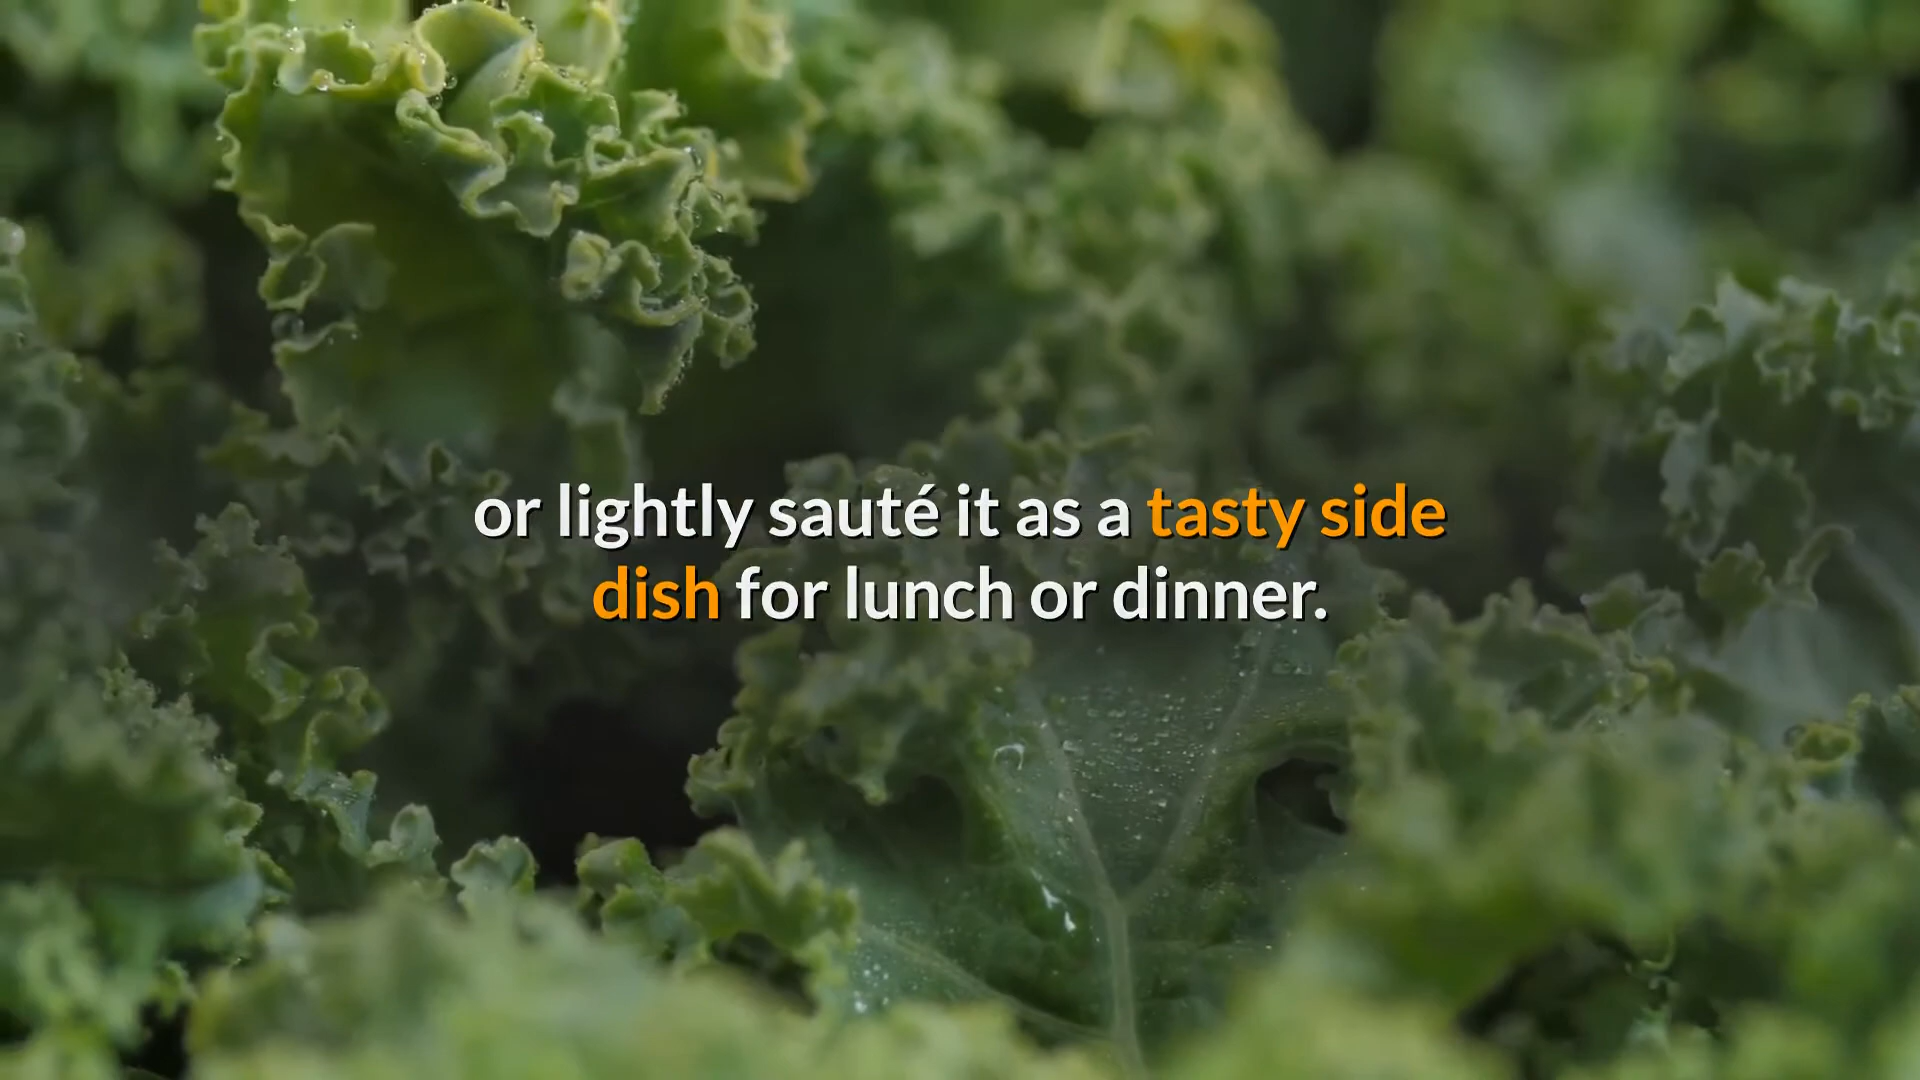 or lightly sauté it as a tasty side
dish for lunch or dinner.